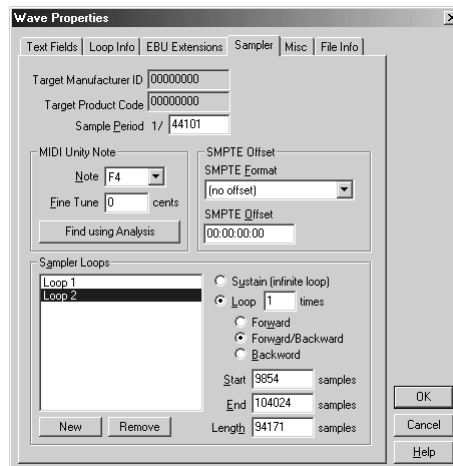 Wave Properties
Text Fields Loop Info EBU Extensions Sampler Misc File Info
Target Manufacturer ID 00000000
Target Product Code 00000000
Sample Period 1/ 44101
MIDI Unity Note
Note F4
Fine Tune 0 cents
Find using Analysis
SMPTE Offset
SMPTE Format
(no offset)
SMPTE Offset
00:00:00:00
Sampler Loops
Loop 1
Loop 2
New Remove
Sustain (infinite loop)
Loop 1 times
Forward
Forward/Backward
Backword
Start 9854 samples
End 104024 samples
Length 94171 samples
OK
Cancel
Help